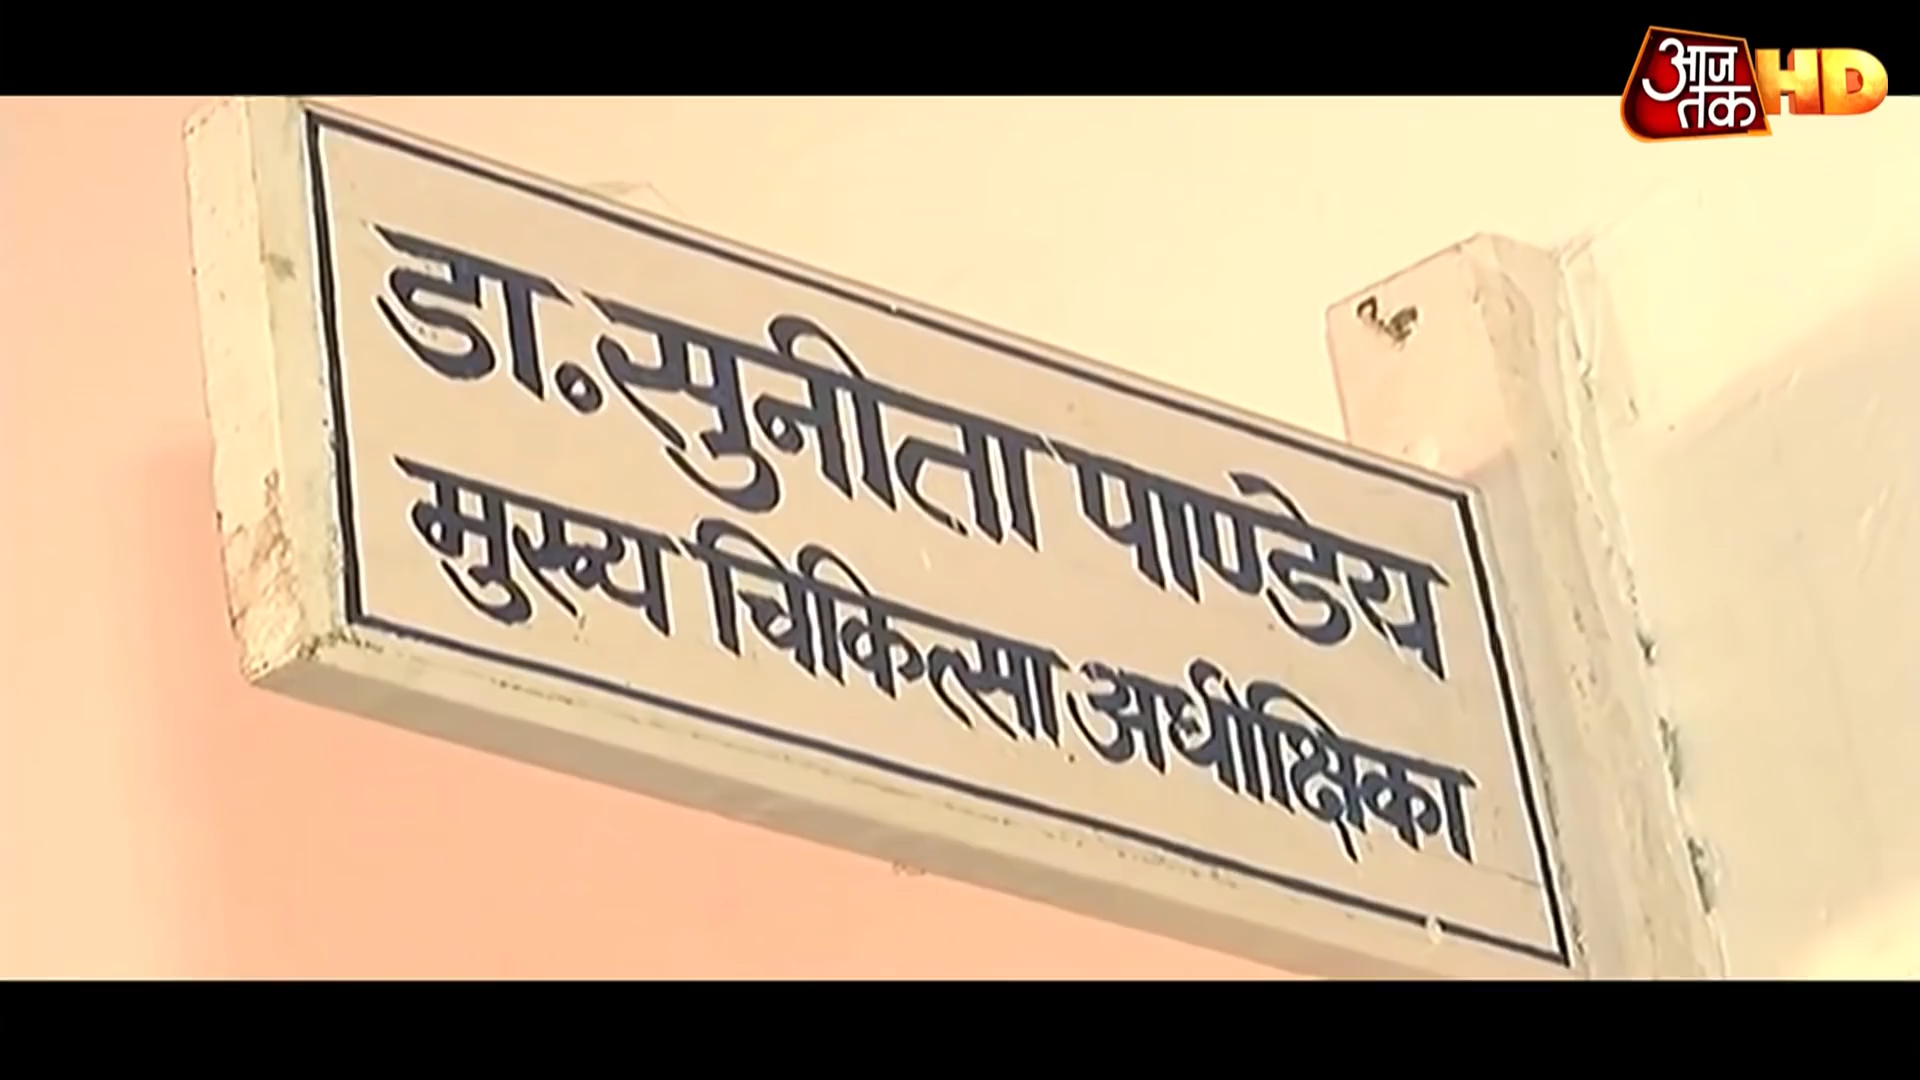 आज
तक HD
डा. सुनीता पाण्डेय
मुख्य चिकित्सा अधीक्षिका